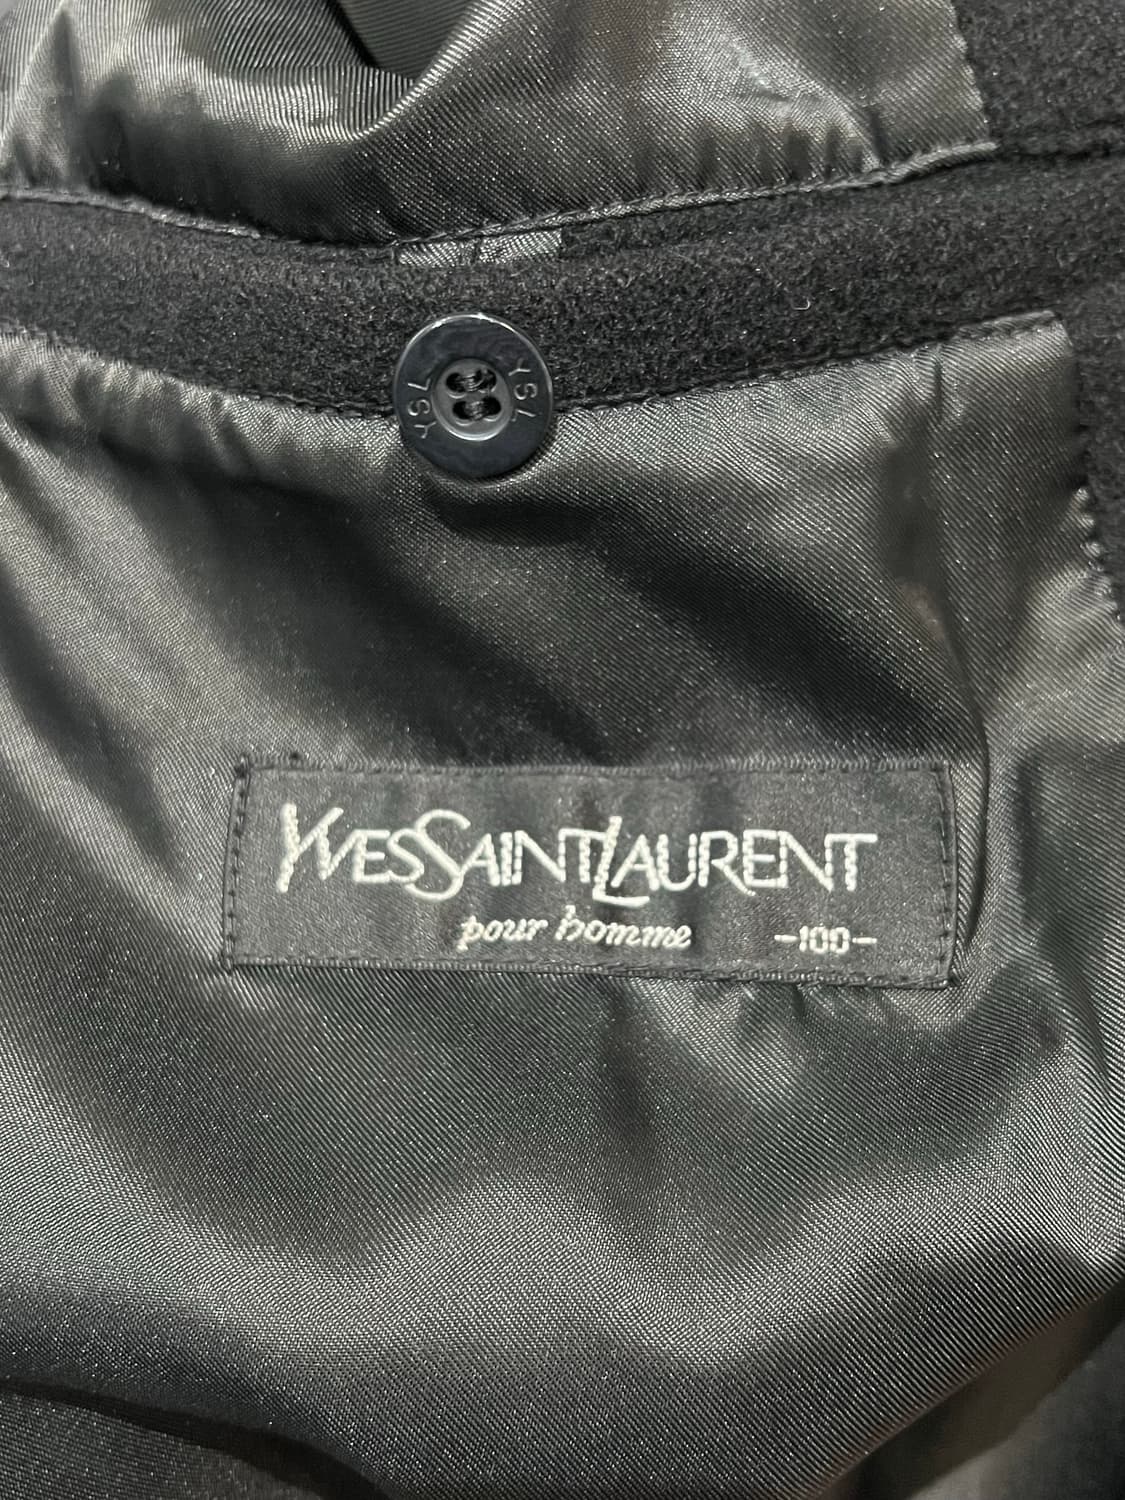 YSL YSL
YVESSAINTLAURENT
pour homme -100-